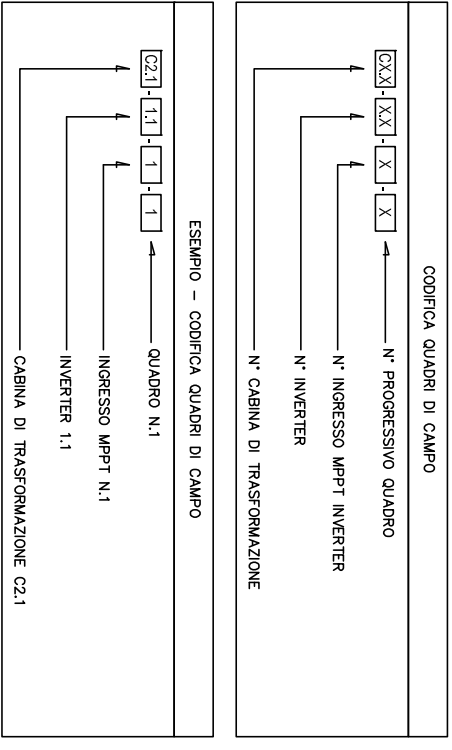 CODIFICA QUADRI DI CAMPO
CX.X - X.X - X - X
N° PROGRESSIVO QUADRO
N° INGRESSO MPPT INVERTER
N° INVERTER
N° CABINA DI TRASFORMAZIONE
ESEMPIO - CODIFICA QUADRI DI CAMPO
C2.1 - 1.1 - 1 - 1
QUADRO N.1
INGRESSO MPPT N.1
INVERTER 1.1
CABINA DI TRASFORMAZIONE C2.1